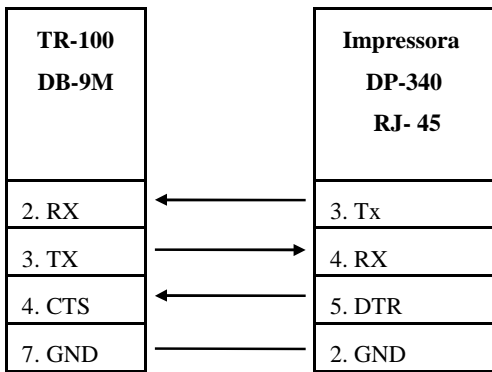 TR-100
DB-9M
Impressora
DP-340
RJ- 45
2. RX
3. Tx
3. TX
4. RX
4. CTS
5. DTR
7. GND
2. GND